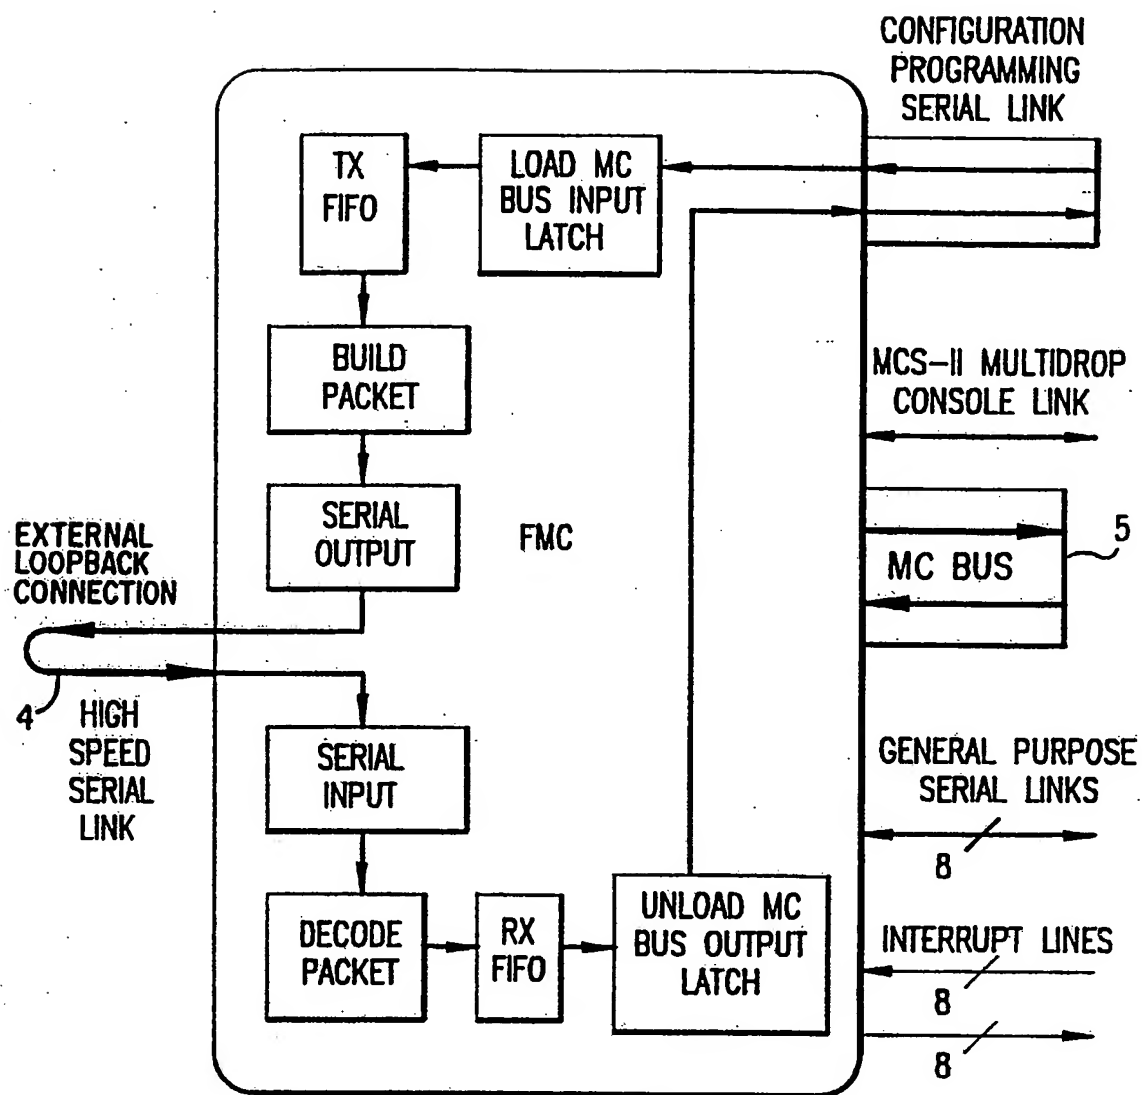 CONFIGURATION
PROGRAMMING
SERIAL LINK
TX
FIFO
LOAD MC
BUS INPUT
LATCH
BUILD
PACKET
MCS-II MULTIDROP
CONSOLE LINK
SERIAL
OUTPUT
FMC
EXTERNAL
LOOPBACK
CONNECTION
MC BUS
5
4
HIGH
SPEED
SERIAL
LINK
SERIAL
INPUT
GENERAL PURPOSE
SERIAL LINKS
8
DECODE
PACKET
RX
FIFO
UNLOAD MC
BUS OUTPUT
LATCH
INTERRUPT LINES
8
8